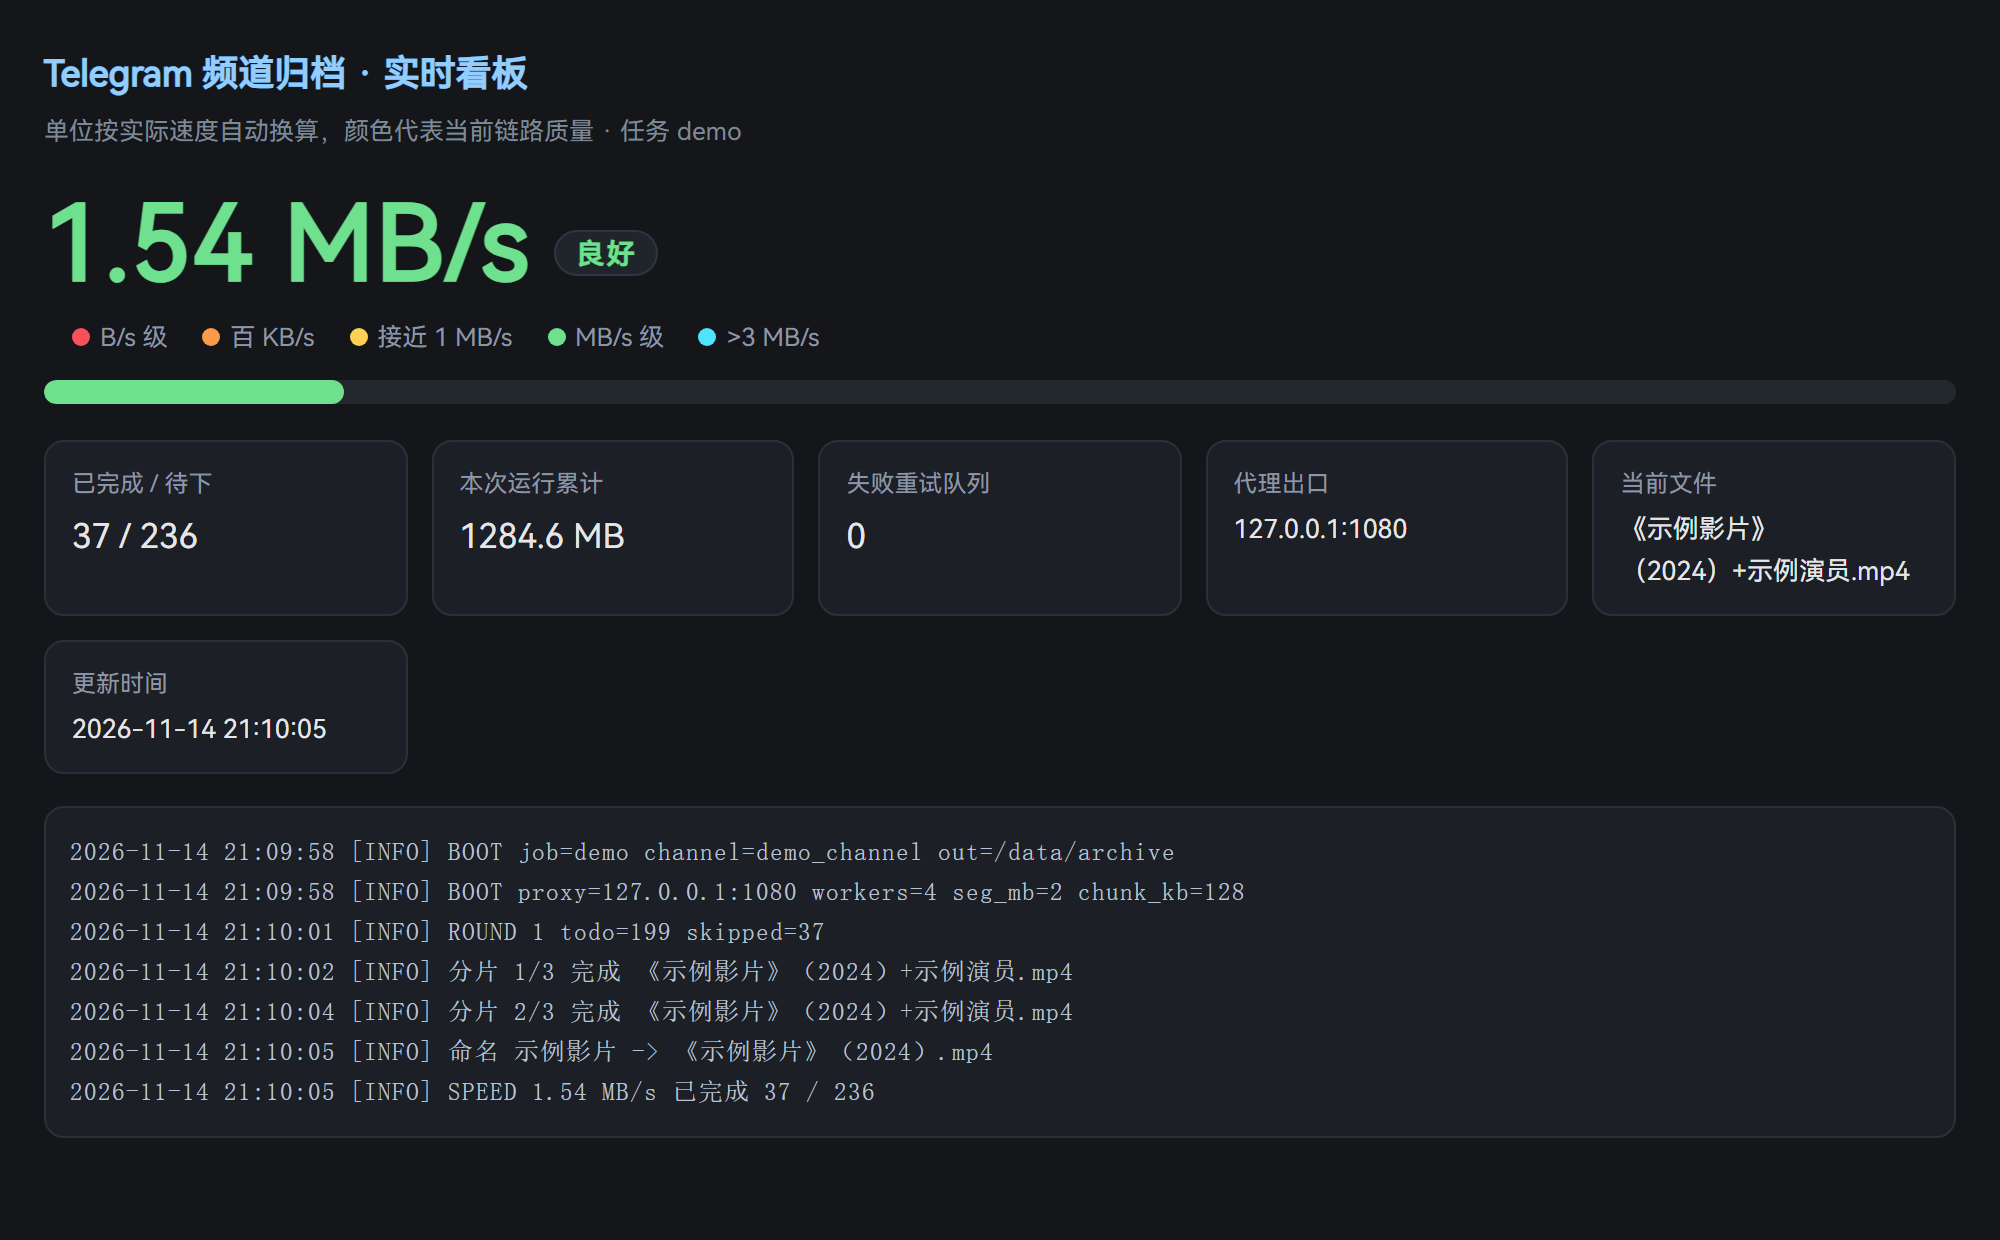 Telegram 频道归档 · 实时看板
单位按实际速度自动换算，颜色代表当前链路质量 · 任务 demo
1.54 MB/s 良好
B/s 级 百 KB/s 接近 1 MB/s MB/s 级 >3 MB/s
已完成 / 待下
37 / 236
本次运行累计
1284.6 MB
失败重试队列
0
代理出口
127.0.0.1:1080
当前文件
《示例影片》
（2024）+示例演员.mp4
更新时间
2026-11-14 21:10:05
2026-11-14 21:09:58 [INFO] BOOT job=demo channel=demo_channel out=/data/archive
2026-11-14 21:09:58 [INFO] BOOT proxy=127.0.0.1:1080 workers=4 seg_mb=2 chunk_kb=128
2026-11-14 21:10:01 [INFO] ROUND 1 todo=199 skipped=37
2026-11-14 21:10:02 [INFO] 分片 1/3 完成 《示例影片》（2024）+示例演员.mp4
2026-11-14 21:10:04 [INFO] 分片 2/3 完成 《示例影片》（2024）+示例演员.mp4
2026-11-14 21:10:05 [INFO] 命名 示例影片 -> 《示例影片》（2024）.mp4
2026-11-14 21:10:05 [INFO] SPEED 1.54 MB/s 已完成 37 / 236